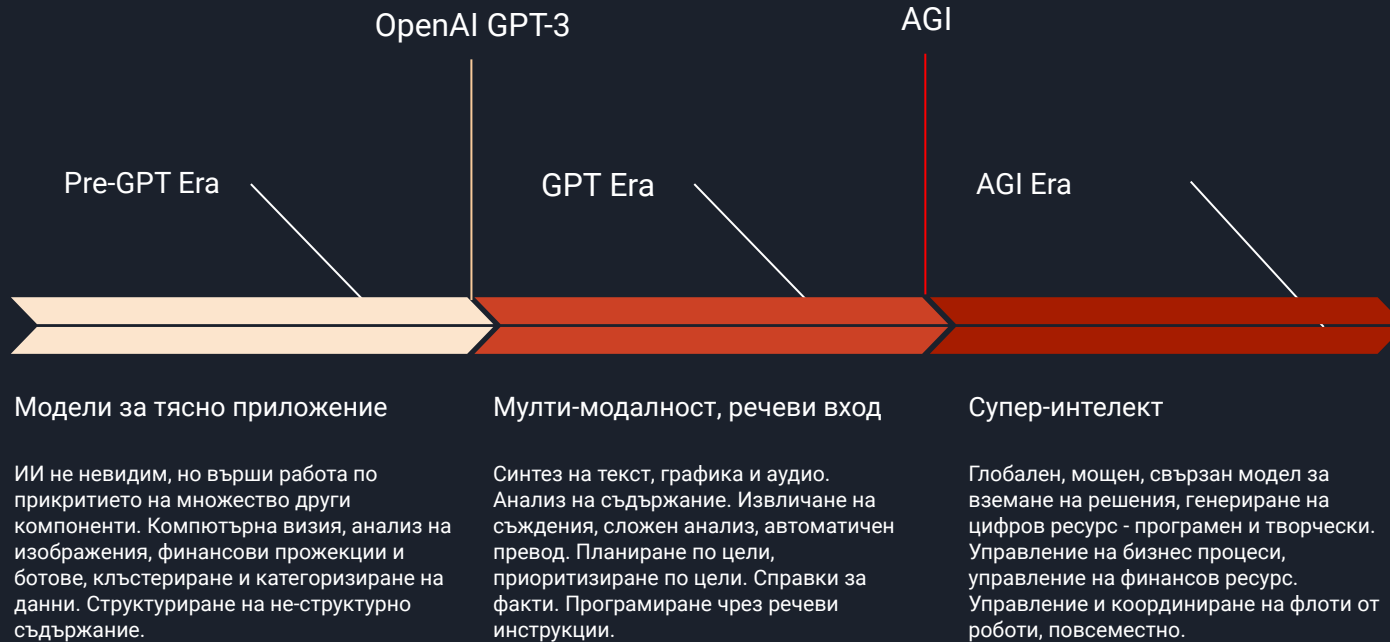 OpenAI GPT-3
AGI
Pre-GPT Era
GPT Era
AGI Era
Модели за тясно приложение
ИИ не невидим, но върши работа по
прикритието на множество други
компоненти. Компютърна визия, анализ на
изображения, финансови прожекции и
ботове, клъстериране и категоризиране на
данни. Структуриране на не-структурно
съдържание.
Мулти-модалност, речеви вход
Синтез на текст, графика и аудио.
Анализ на съдържание. Извличане на
съждения, сложен анализ, автоматичен
превод. Планиране по цели,
приоритизиране по цели. Справки за
факти. Програмиране чрез речеви
инструкции.
Супер-интелект
Глобален, мощен, свързан модел за
вземане на решения, генериране на
цифров ресурс - програмен и творчески.
Управление на бизнес процеси,
управление на финансов ресурс.
Управление и координиране на флоти от
роботи, повсеместно.